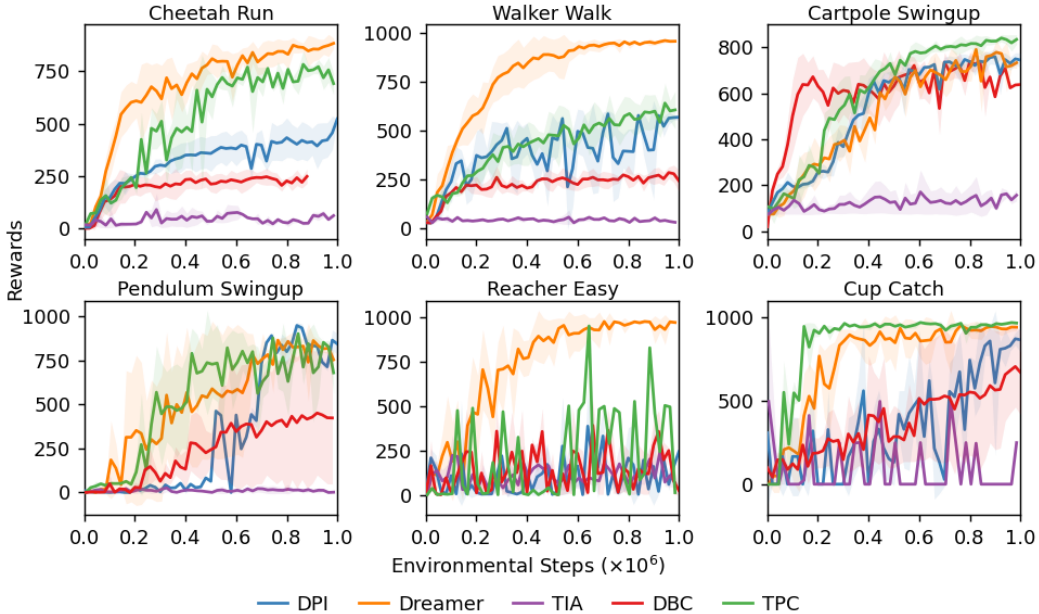 Cheetah Run
Walker Walk
Cartpole Swingup
750
500
250
0
0.0 0.2 0.4 0.6 0.8 1.0
1000
750
500
250
0
0.0 0.2 0.4 0.6 0.8 1.0
800
600
400
200
0
0.0 0.2 0.4 0.6 0.8 1.0
Rewards
Pendulum Swingup
Reacher Easy
Cup Catch
1000
750
500
250
0
0.0 0.2 0.4 0.6 0.8 1.0
1000
750
500
250
0
0.0 0.2 0.4 0.6 0.8 1.0
1000
500
0
0.0 0.2 0.4 0.6 0.8 1.0
Environmental Steps (×10⁶)
DPI Dreamer TIA DBC TPC